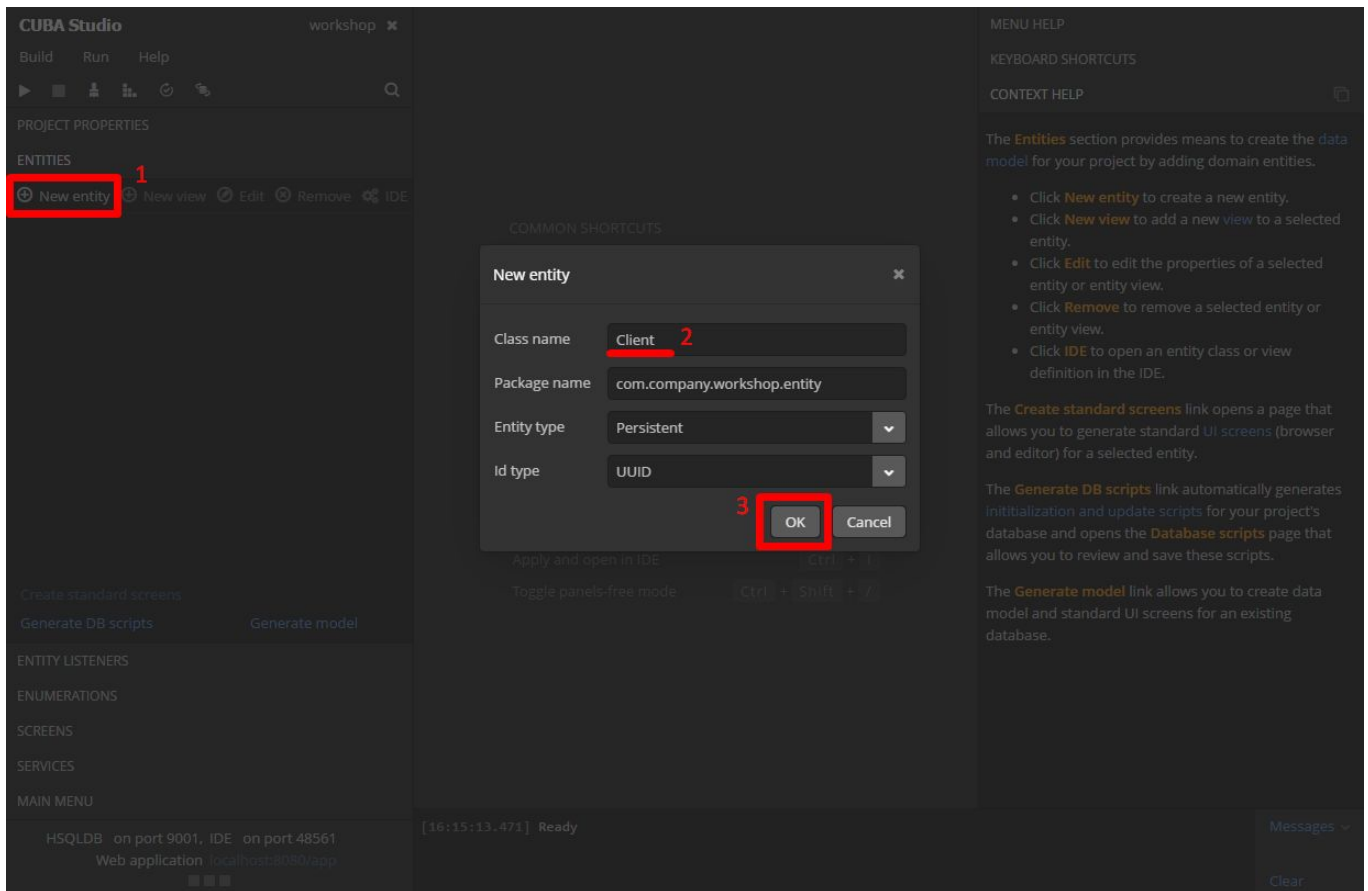 CUBA Studio
workshop ×
Build Run Help
PROJECT PROPERTIES
ENTITIES
1
New entity New view Edit Remove IDE
COMMON SHORTCUTS
New entity ×
Class name Client 2
Package name com.company.workshop.entity
Entity type Persistent
Id type UUID
3 OK Cancel
Apply and open in IDE Ctrl + I
Toggle panels-free mode Ctrl + Shift + /
Create standard screens
Generate DB scripts Generate model
ENTITY LISTENERS
ENUMERATIONS
SCREENS
SERVICES
MAIN MENU
HSQLDB on port 9001, IDE on port 48561
Web application localhost:8080/app
[16:15:13.471] Ready
Messages
Clear
MENU HELP
KEYBOARD SHORTCUTS
CONTEXT HELP
The Entities section provides means to create the data
model for your project by adding domain entities.
• Click New entity to create a new entity.
• Click New view to add a new view to a selected
entity.
• Click Edit to edit the properties of a selected
entity or entity view.
• Click Remove to remove a selected entity or
entity view.
• Click IDE to open an entity class or view
definition in the IDE.
The Create standard screens link opens a page that
allows you to generate standard UI screens (browser
and editor) for a selected entity.
The Generate DB scripts link automatically generates
inititialization and update scripts for your project's
database and opens the Database scripts page that
allows you to review and save these scripts.
The Generate model link allows you to create data
model and standard UI screens for an existing
database.